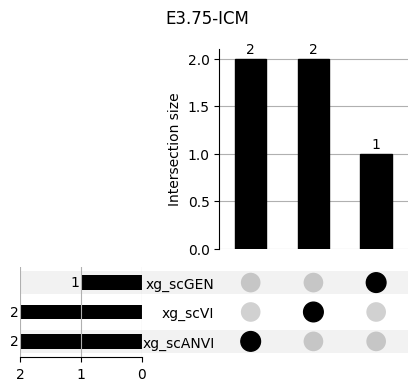 E3.75-ICM
2 2
2.0
1.5
1
1.0
0.5
0.0
Intersection size
1 xg_scGEN
2 xg_scVI
2 xg_scANVI
2 1 0